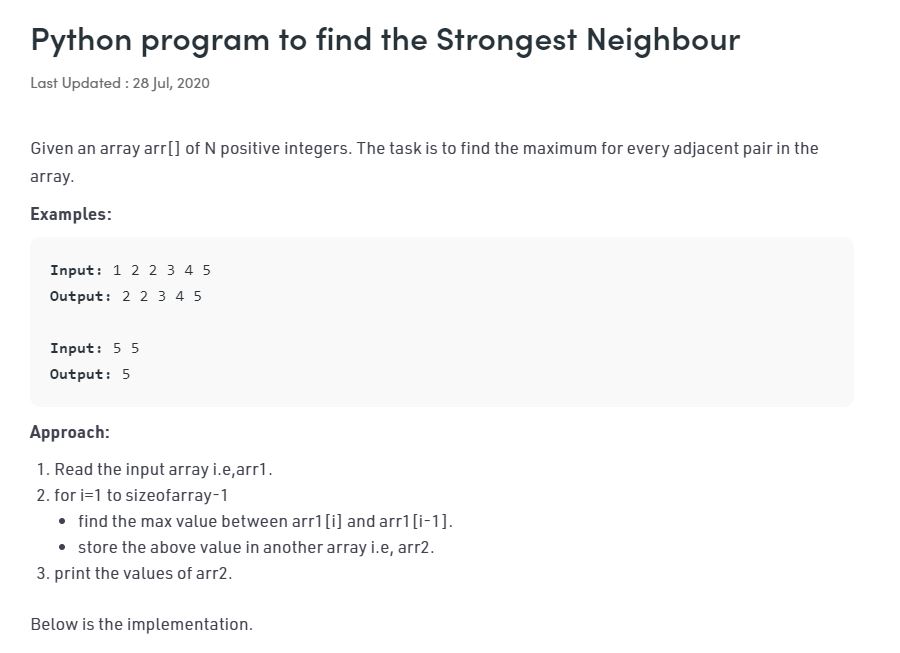 Python program to find the Strongest Neighbour
Last Updated : 28 Jul, 2020
Given an array arr[] of N positive integers. The task is to find the maximum for every adjacent pair in the
array.
Examples:
Input: 1 2 2 3 4 5
Output: 2 2 3 4 5
Input: 5 5
Output: 5
Approach:
1. Read the input array i.e,arr1.
2. for i=1 to sizeofarray-1
• find the max value between arr1[i] and arr1[i-1].
• store the above value in another array i.e, arr2.
3. print the values of arr2.
Below is the implementation.